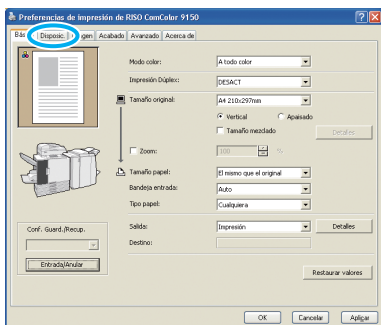 Preferencias de impresión de RISO ComColor 9150
Disposic. Acabado Avanzado Acerca de
Modo color: A todo color
Impresión Dúplex: DESACT
Tamaño original: A4 210x297mm
Vertical Apaisado
Tamaño mezclado Detalles
Zoom: 100 %
Tamaño papel: El mismo que el original
Bandeja entrada: Auto
Tipo papel: Cualquiera
Conf. Guard./Recup.
Entrada/Anular
Salida: Impresión Detalles
Destino:
Restaurar valores
OK Cancelar Aplicar